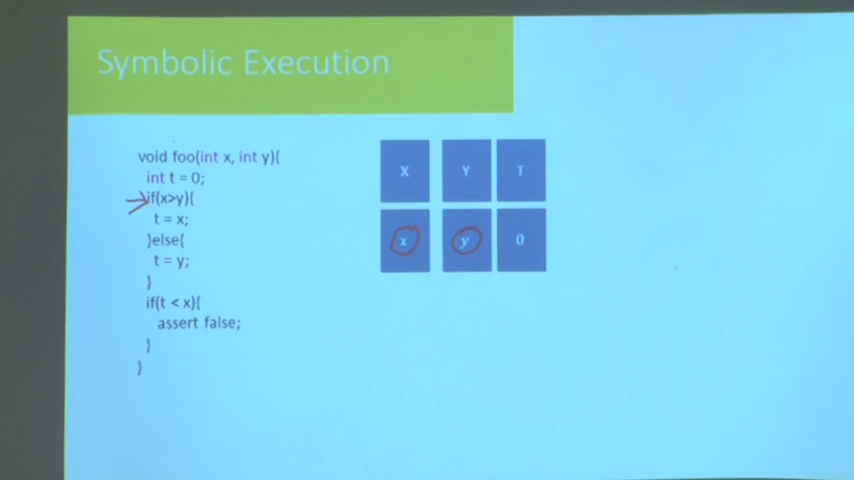 Symbolic Execution
void foo(int x, int y){
int t = 0;
if(x>y){
t = x;
}else{
t = y;
}
if(t < x){
assert false;
}
}
X Y T
x y 0